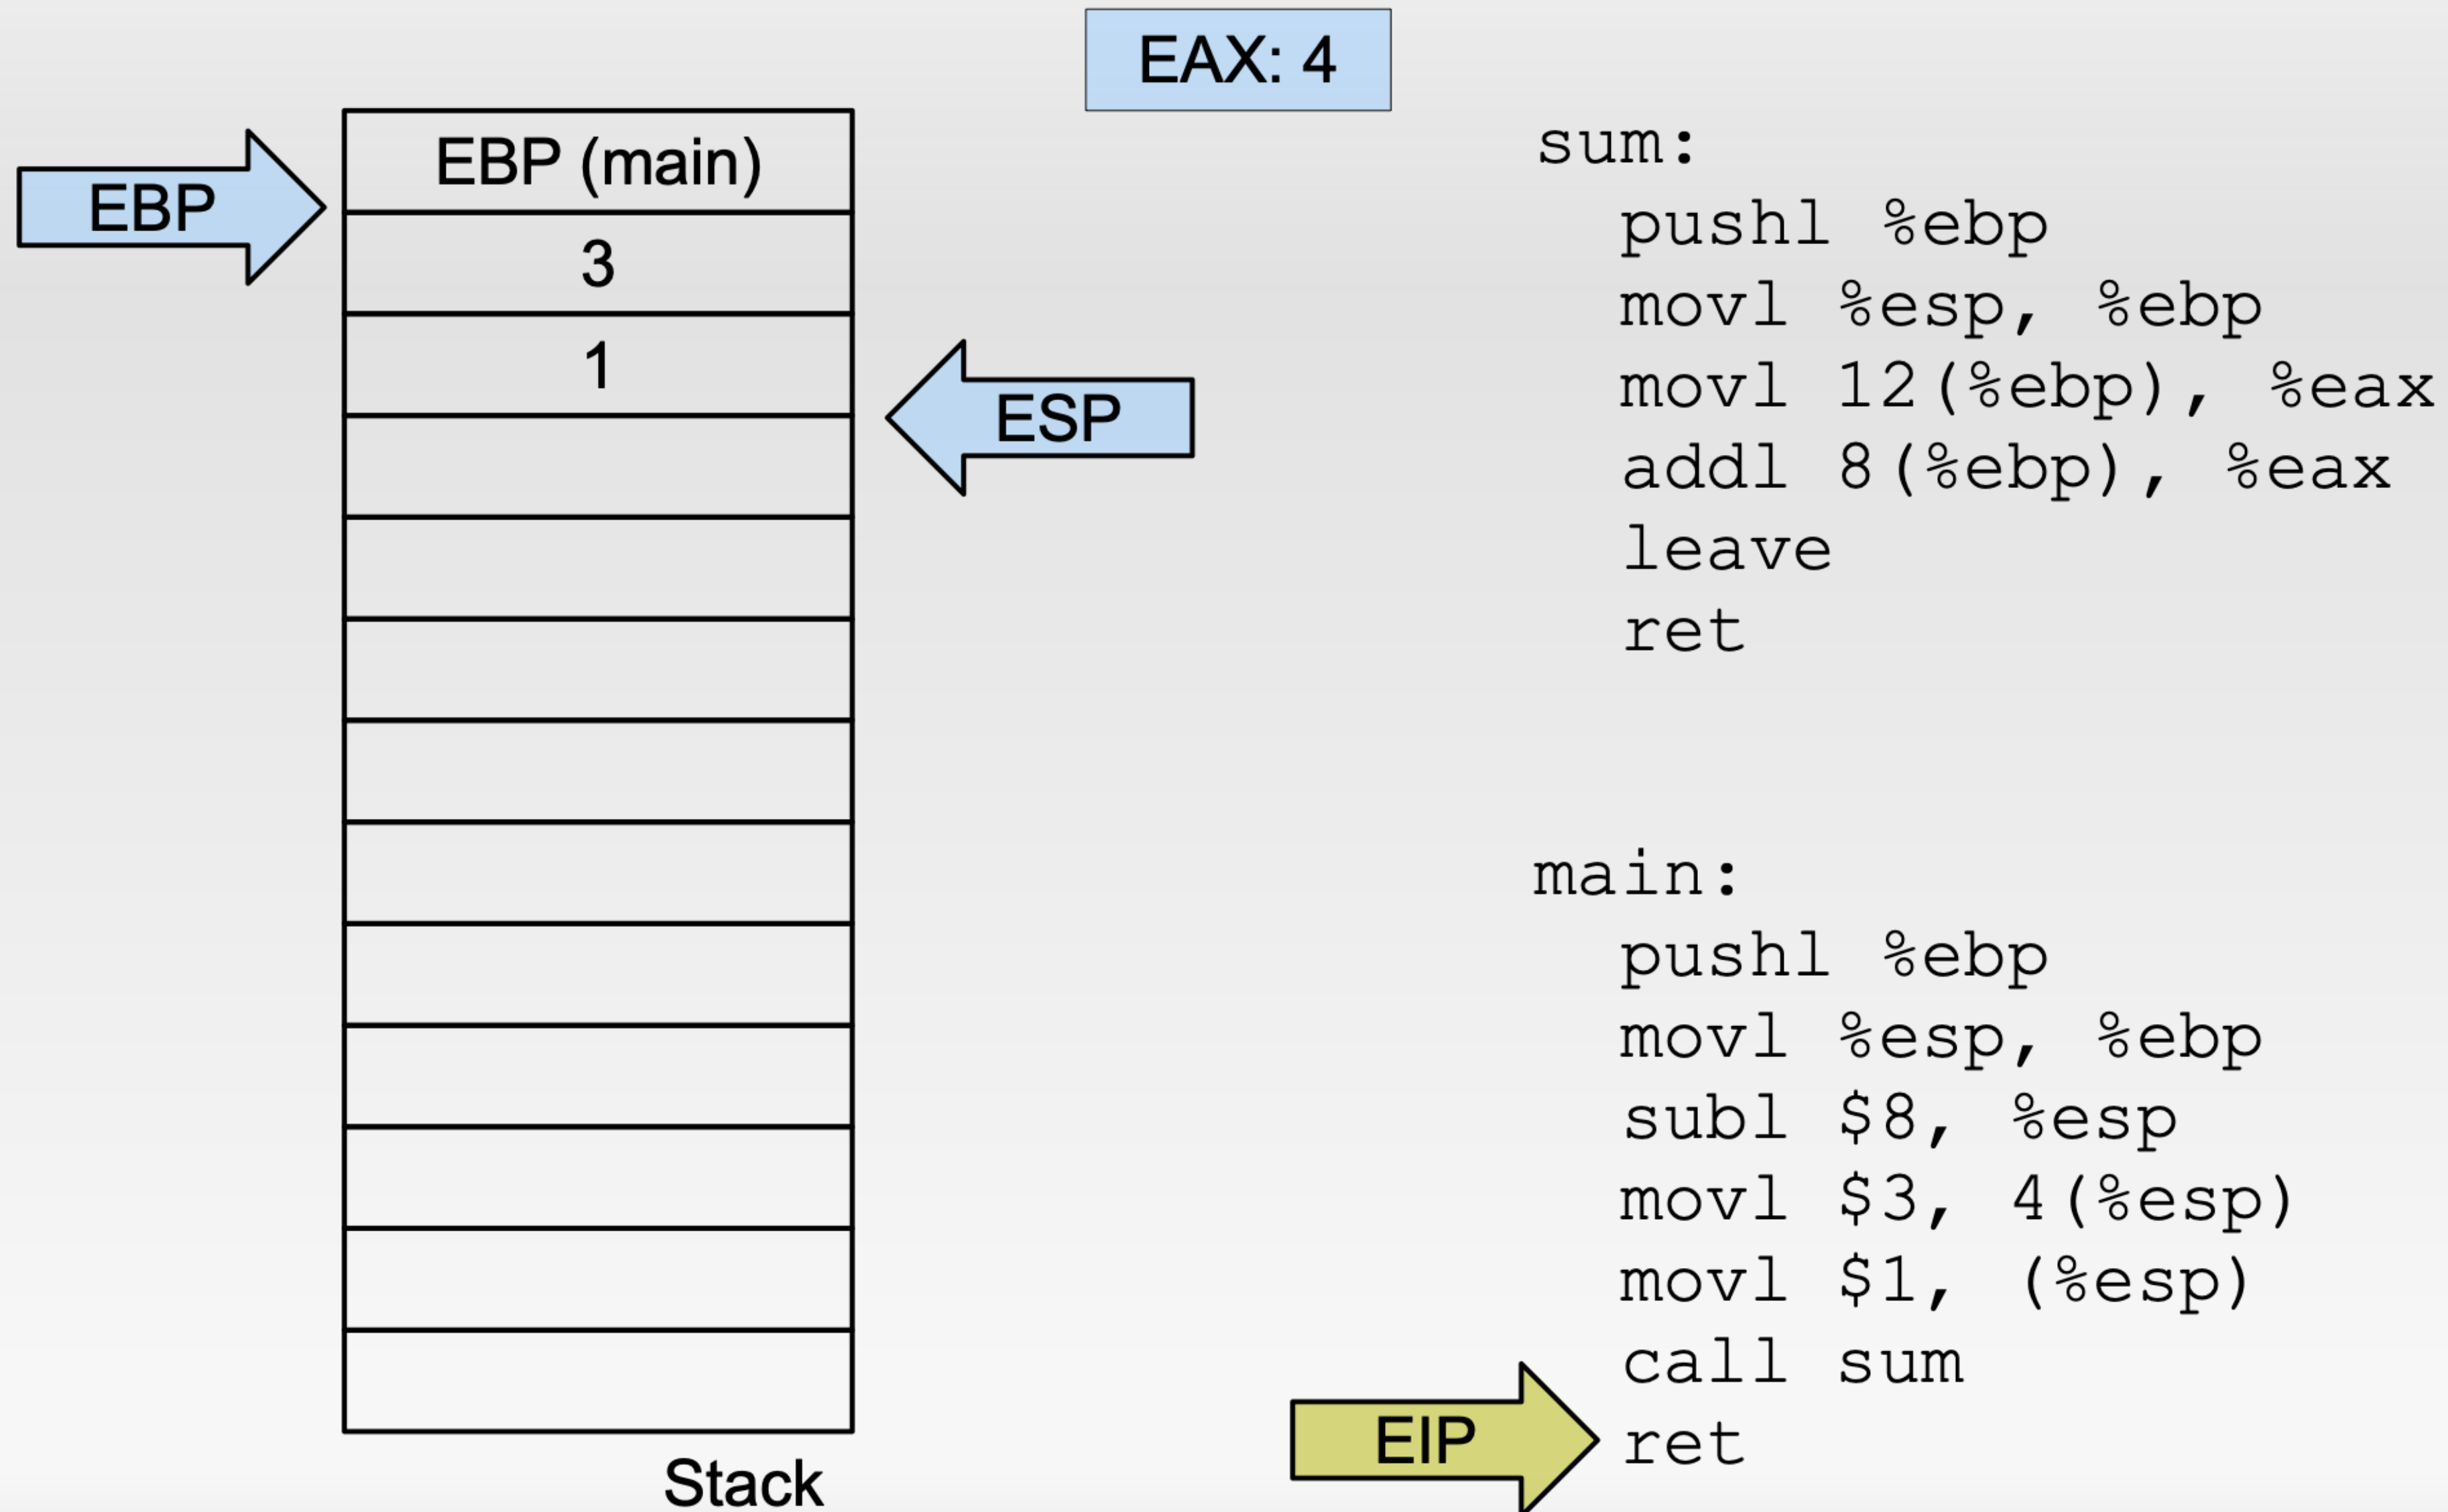 EAX: 4
EBP
EBP (main)
3
1
ESP
Stack
sum:
pushl %ebp
movl %esp, %ebp
movl 12(%ebp), %eax
addl 8(%ebp), %eax
leave
ret
main:
pushl %ebp
movl %esp, %ebp
subl $8, %esp
movl $3, 4(%esp)
movl $1, (%esp)
call sum
EIP
ret